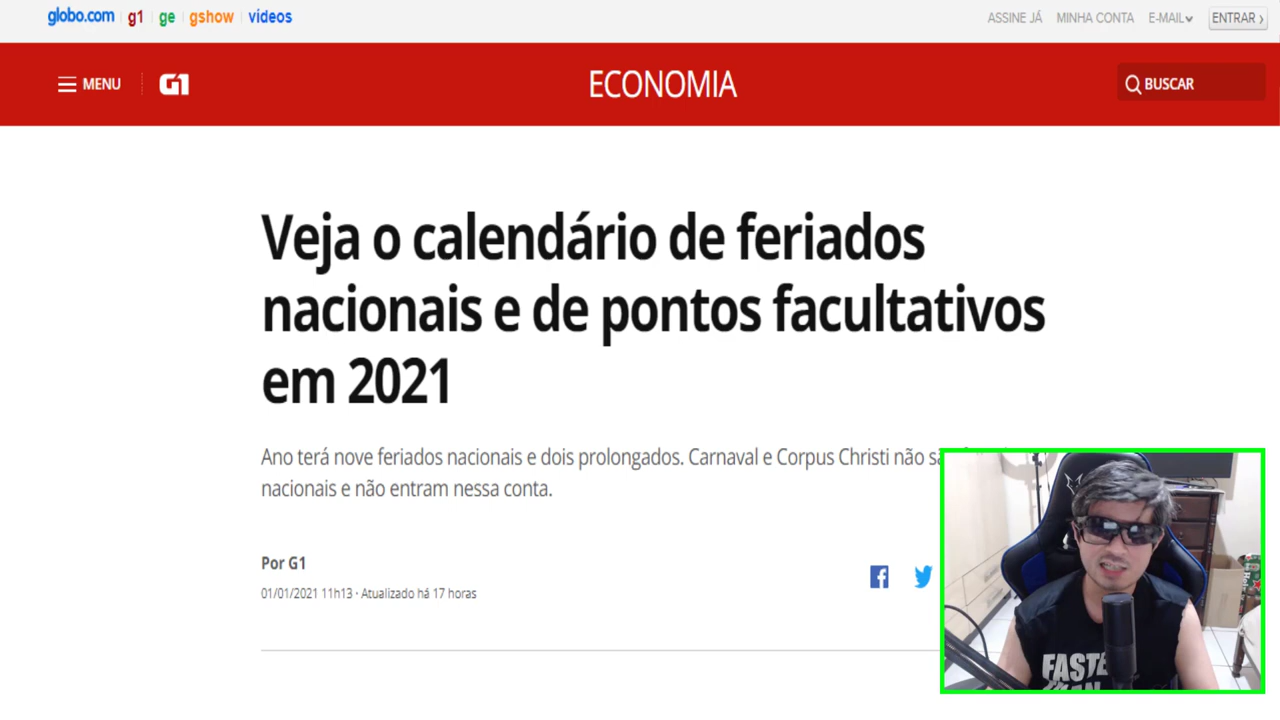 globo.com g1 ge gshow vídeos ASSINE JÁ MINHA CONTA E-MAIL ENTRAR ›
MENU G1 ECONOMIA BUSCAR
Veja o calendário de feriados
nacionais e de pontos facultativos
em 2021
Ano terá nove feriados nacionais e dois prolongados. Carnaval e Corpus Christi não
nacionais e não entram nessa conta.
Por G1
01/01/2021 11h13 · Atualizado há 17 horas
FASTE